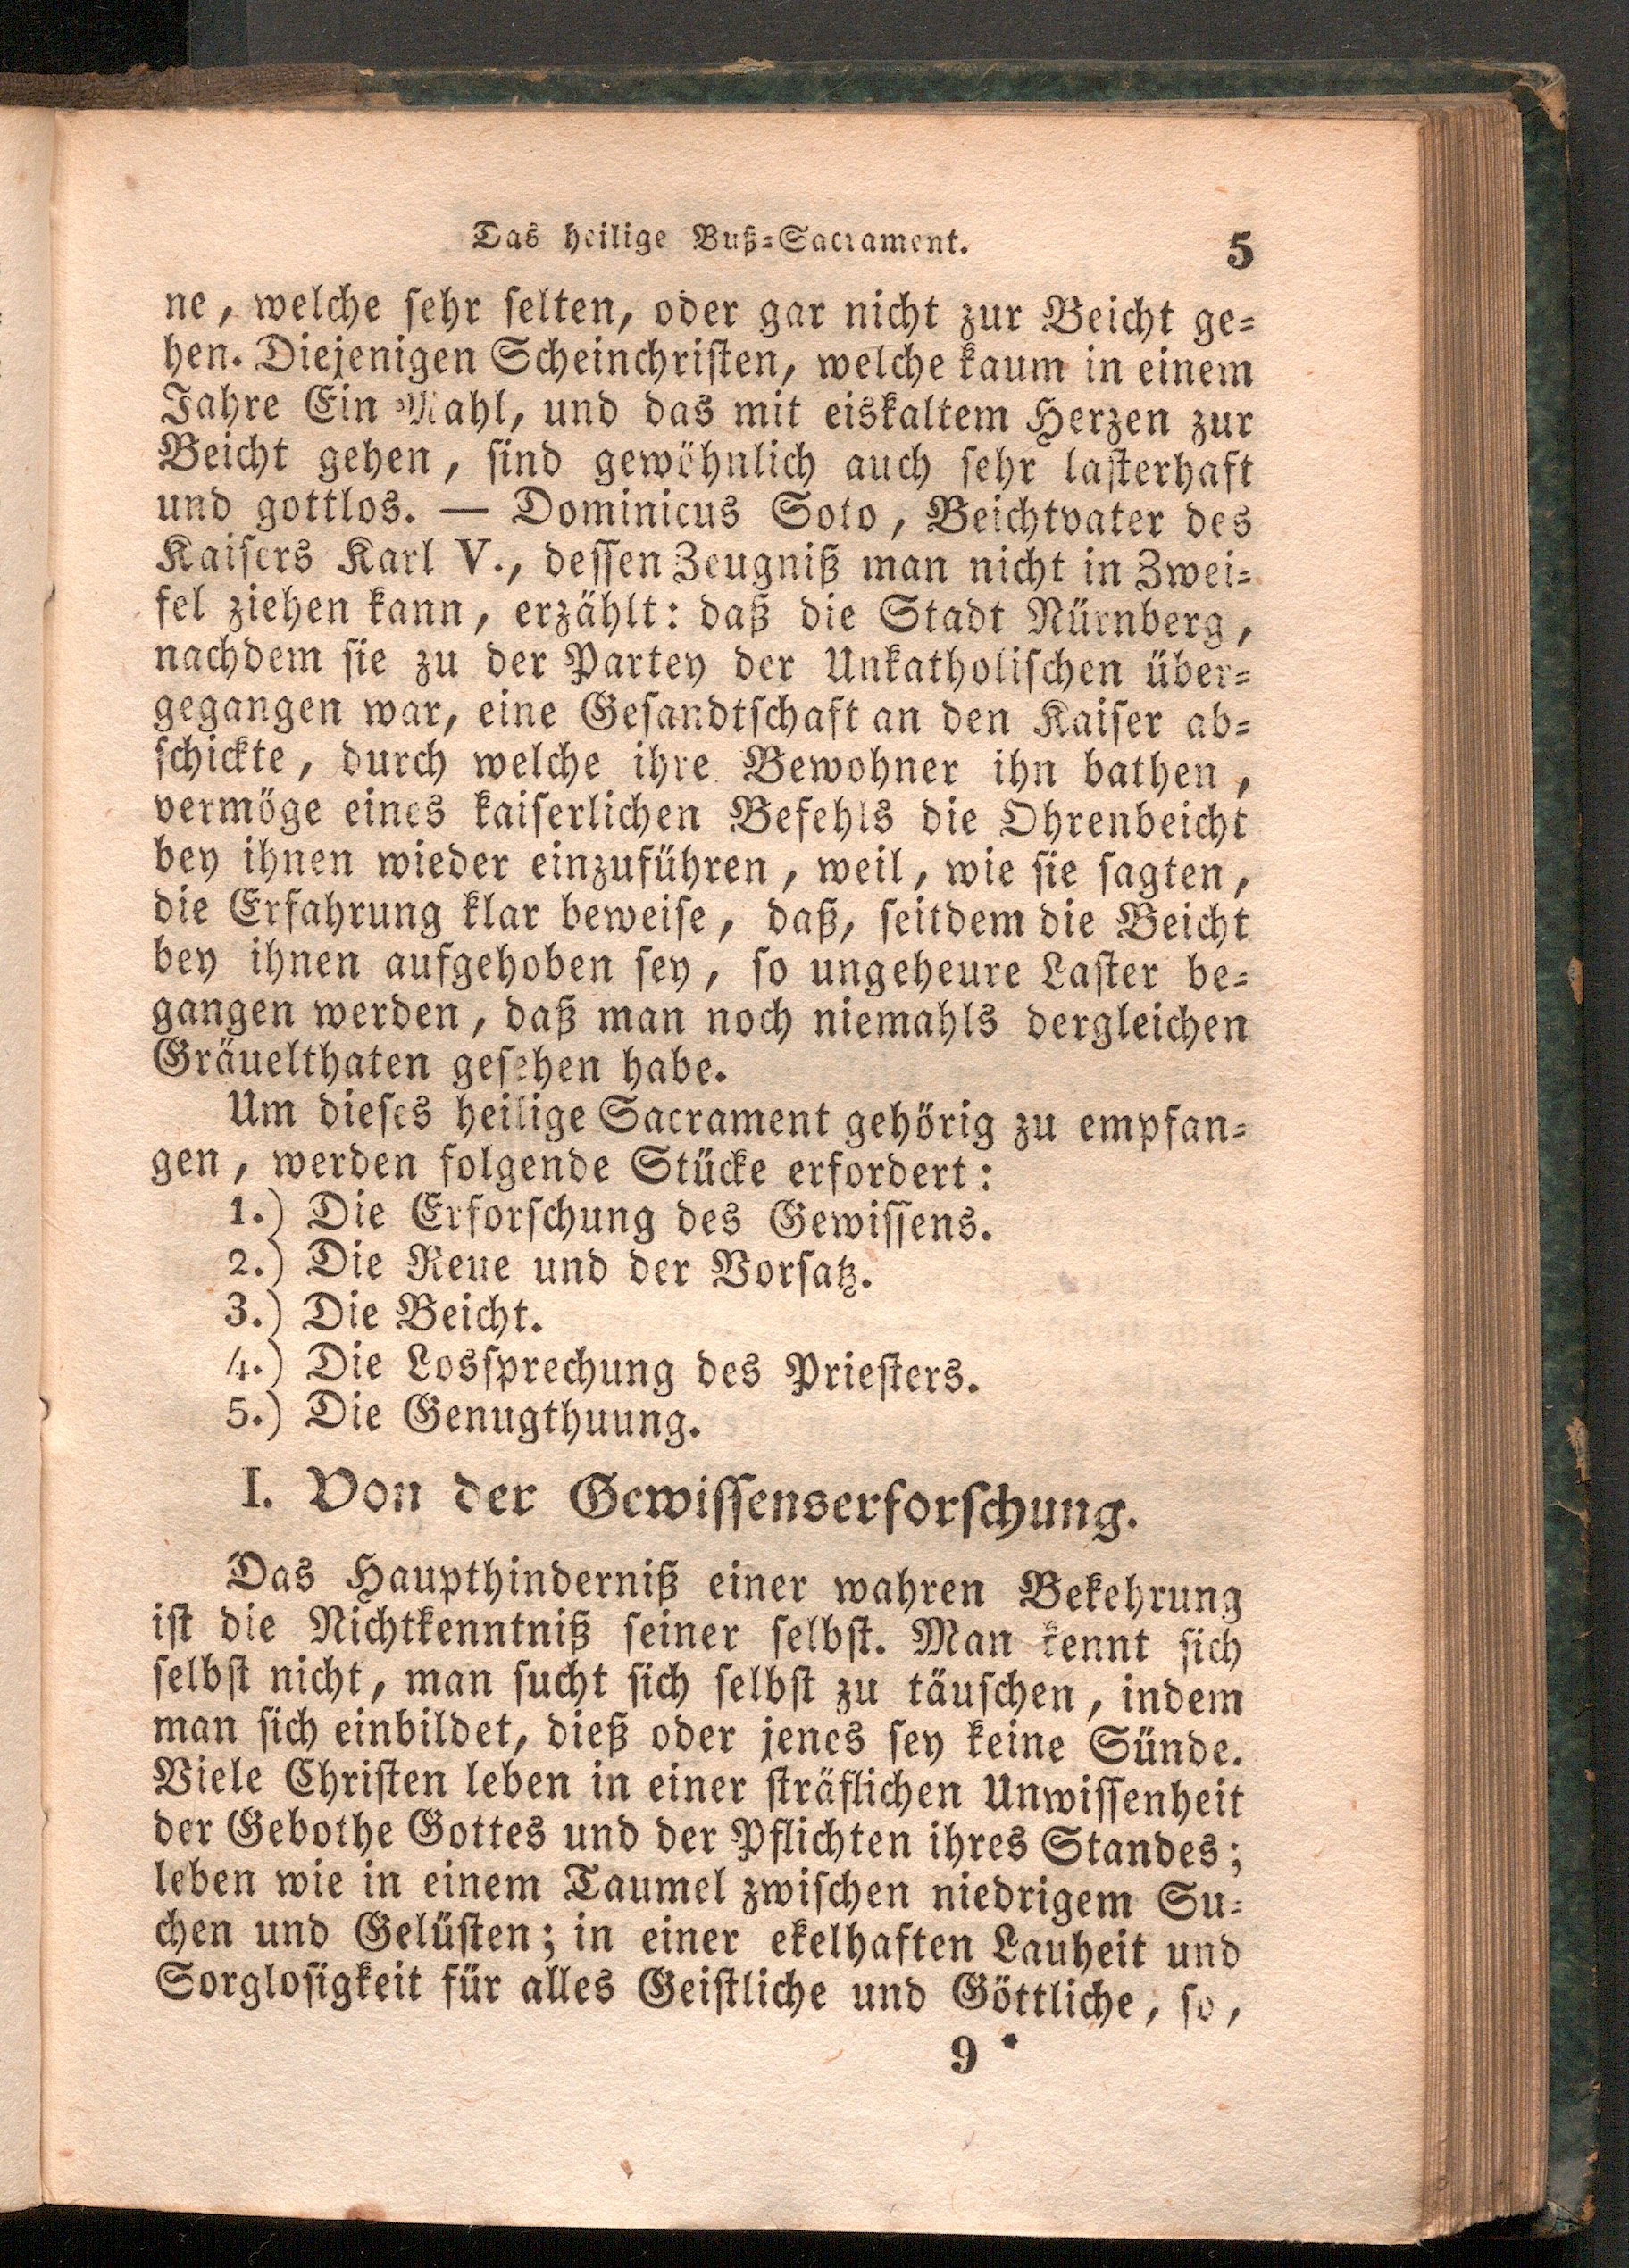 Das heilige Buß-Sacrament. 5
ne, welche sehr selten, oder gar nicht zur Beicht ge-
hen. Diejenigen Scheinchristen, welche kaum in einem
Jahre Ein Mahl, und das mit eiskaltem Herzen zur
Beicht gehen, sind gewöhnlich auch sehr lasterhaft
und gottlos. — Dominicus Soto, Beichtvater des
Kaisers Karl V., dessen Zeugniß man nicht in Zwei-
fel ziehen kann, erzählt: daß die Stadt Nürnberg,
nachdem sie zu der Partey der Unkatholischen über-
gegangen war, eine Gesandtschaft an den Kaiser ab-
schickte, durch welche ihre Bewohner ihn bathen,
vermöge eines kaiserlichen Befehls die Ohrenbeicht
bey ihnen wieder einzuführen, weil, wie sie sagten,
die Erfahrung klar beweise, daß, seitdem die Beicht
bey ihnen aufgehoben sey, so ungeheure Laster be-
gangen werden, daß man noch niemahls dergleichen
Gräuelthaten gesehen habe.
Um dieses heilige Sacrament gehörig zu empfan-
gen, werden folgende Stücke erfordert:
1.) Die Erforschung des Gewissens.
2.) Die Reue und der Vorsatz.
3.) Die Beicht.
4.) Die Lossprechung des Priesters.
5.) Die Genugthuung.
I. Von der Gewissenserforschung.
Das Haupthinderniß einer wahren Bekehrung
ist die Nichtkenntniß seiner selbst. Man kennt sich
selbst nicht, man sucht sich selbst zu täuschen, indem
man sich einbildet, dieß oder jenes sey keine Sünde.
Viele Christen leben in einer sträflichen Unwissenheit
der Gebothe Gottes und der Pflichten ihres Standes;
leben wie in einem Taumel zwischen niedrigem Su-
chen und Gelüsten; in einer ekelhaften Lauheit und
Sorglosigkeit für alles Geistliche und Göttliche, so,
9 *